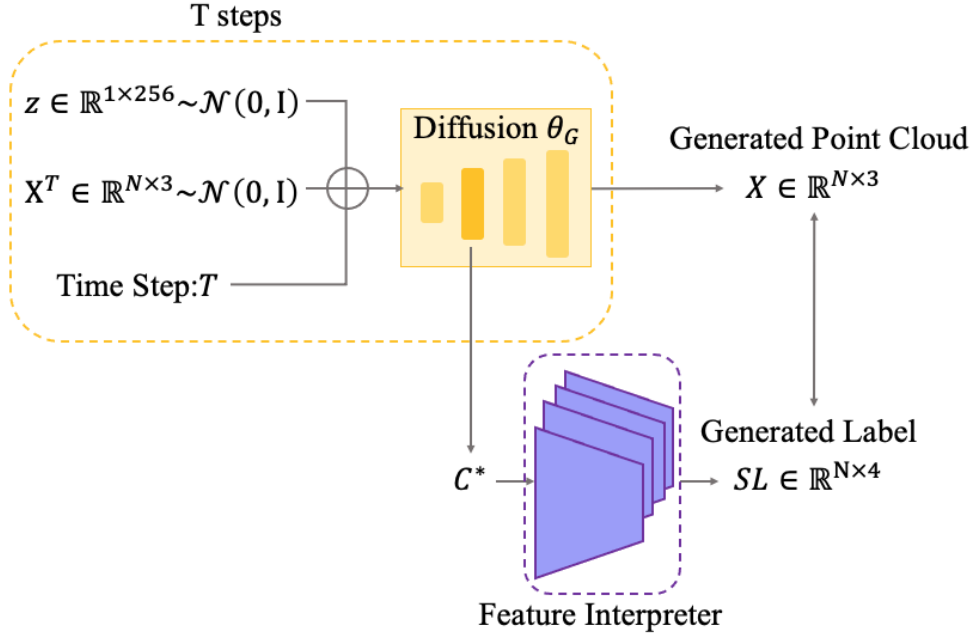 T steps
z ∈ ℝ^{1×256}~𝒩(0, I)
Diffusion θ_G
Generated Point Cloud
X^T ∈ ℝ^{N×3}~𝒩(0, I)
X ∈ ℝ^{N×3}
Time Step:T
Generated Label
C*
SL ∈ ℝ^{N×4}
Feature Interpreter